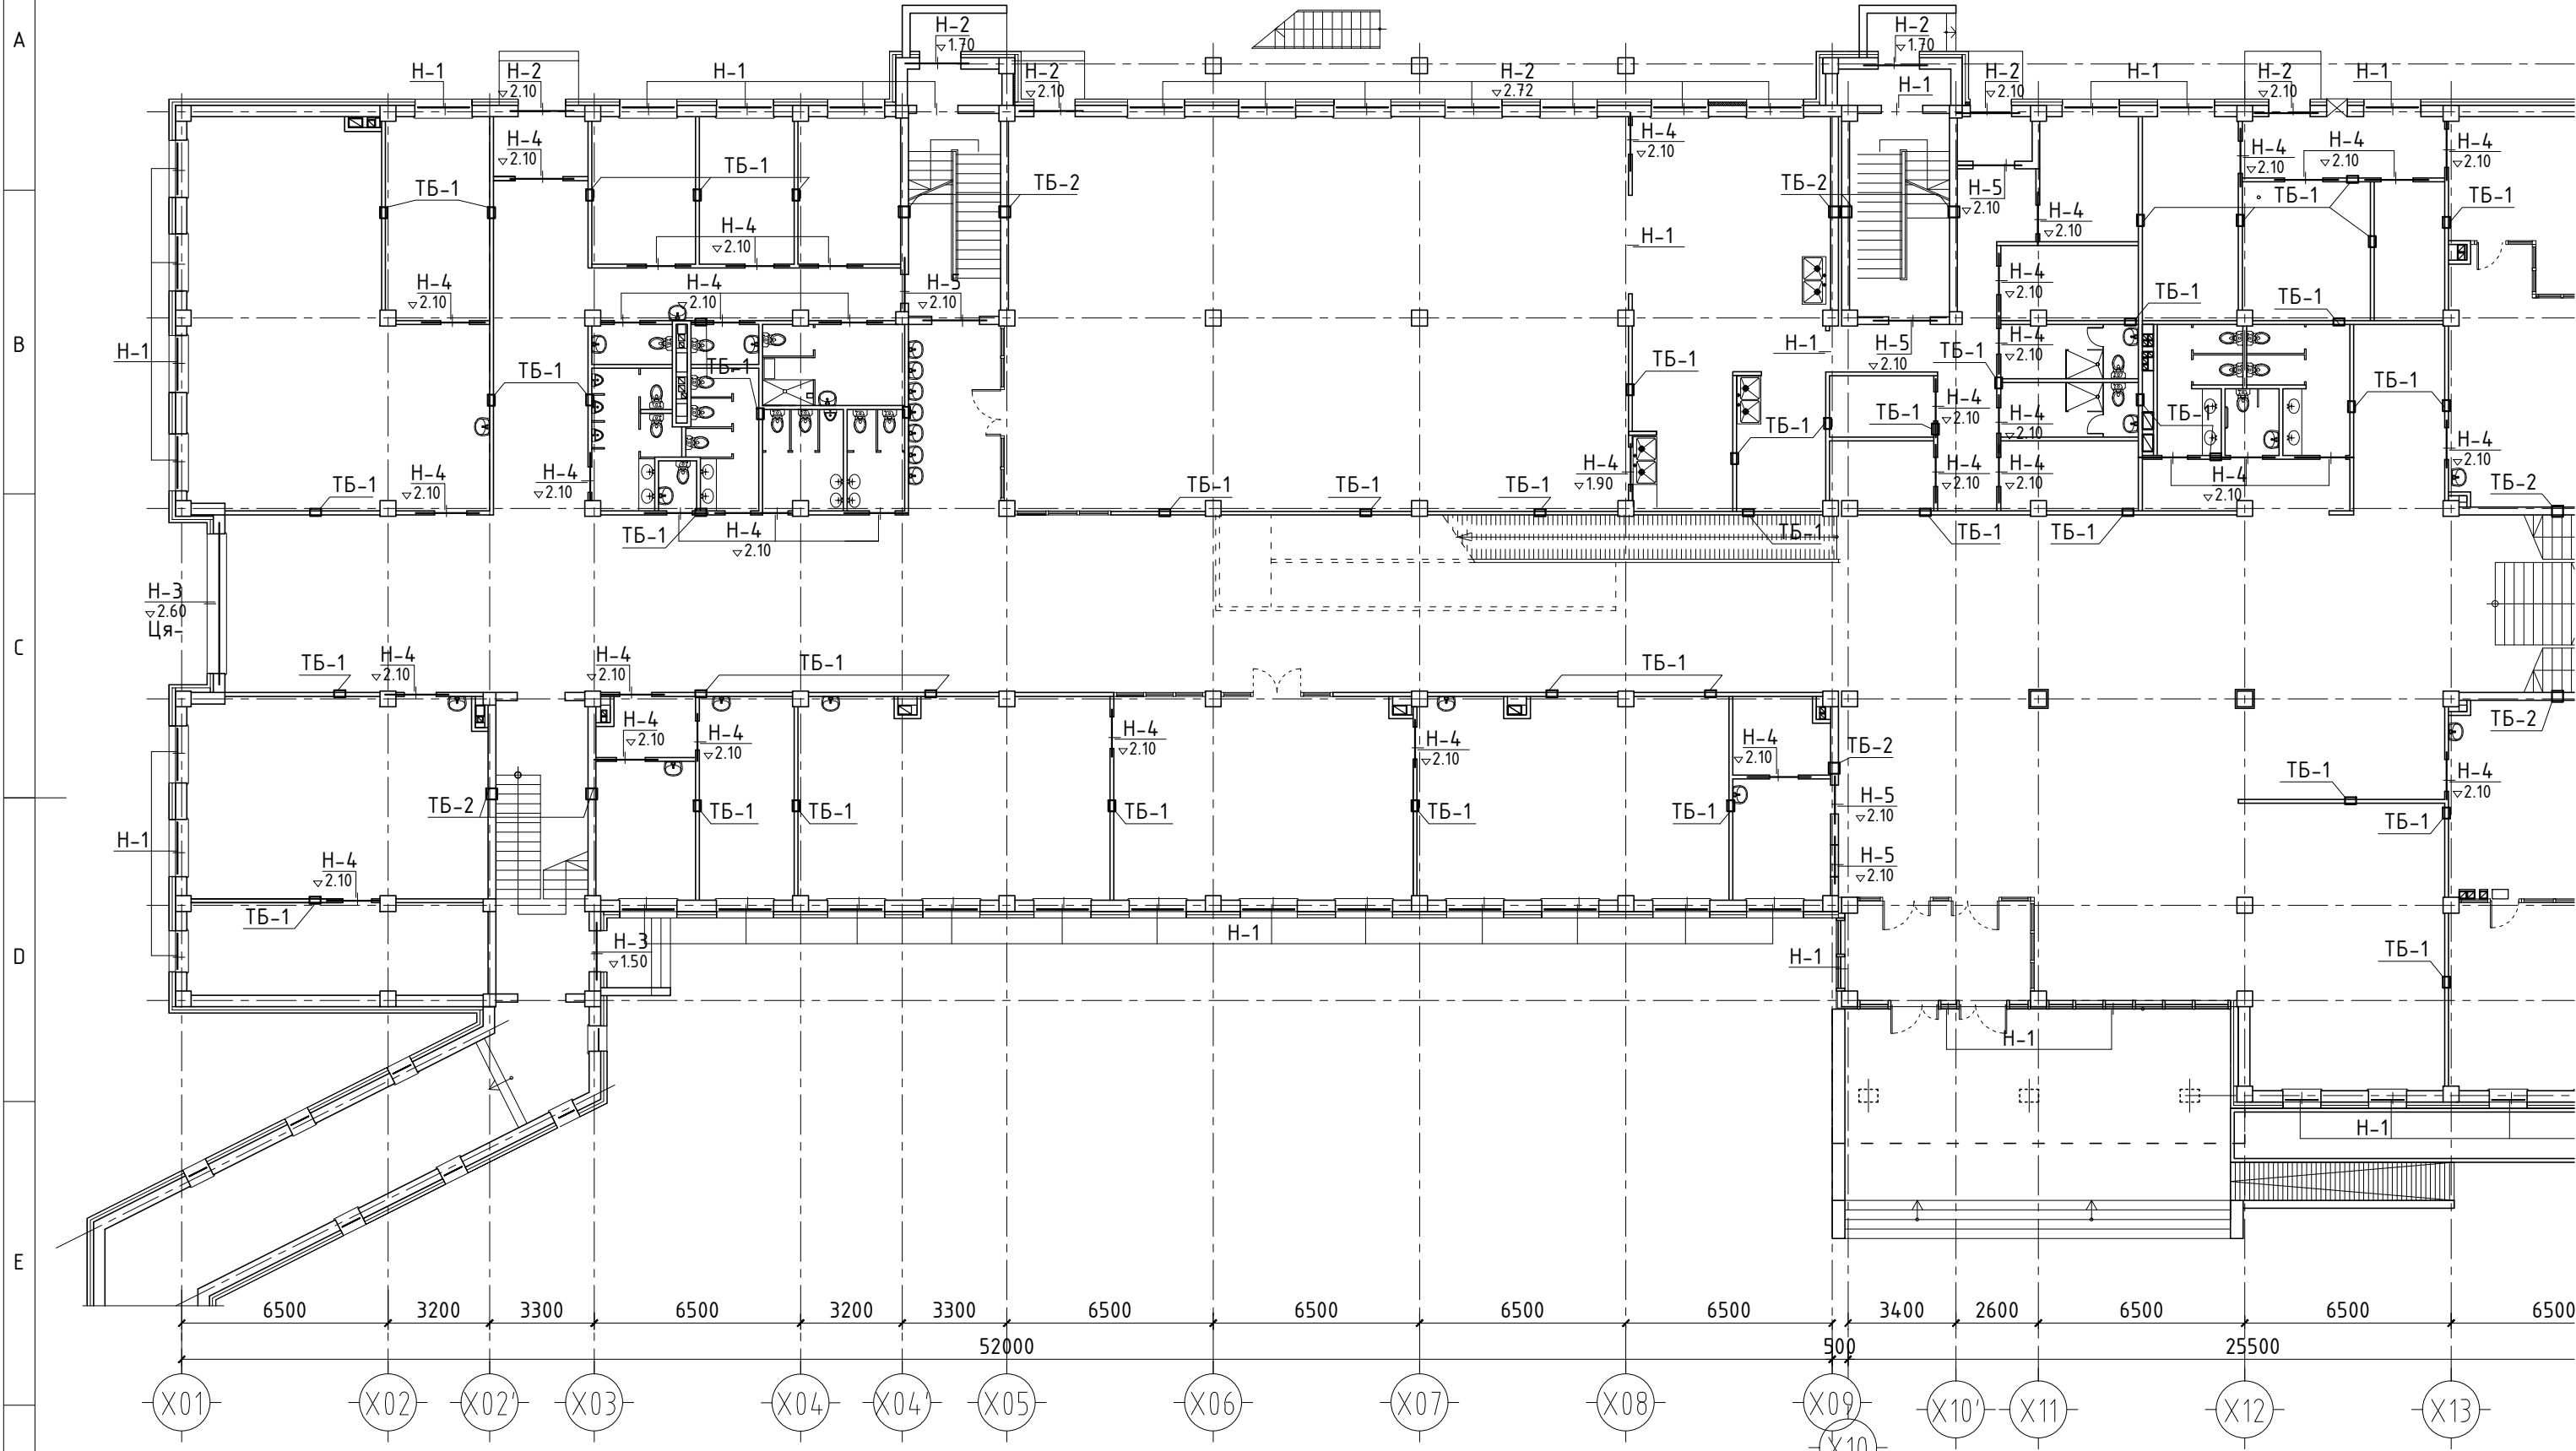 A
H-2
▽1.70
H-2
▽1.70
H-1
H-2
▽2.10
H-1
H-2
▽2.10
H-2
▽2.72
H-1
H-2
▽2.10
H-1
H-2
▽2.10
H-1
H-4
▽2.10
ТБ-1
H-4
▽2.10
H-4
▽2.10
H-4
▽2.10
H-4
▽2.10
ТБ-1
ТБ-2
ТБ-2
H-5
▽2.10
ТБ-1
ТБ-1
H-4
▽2.10
H-1
H-4
▽2.10
H-4
▽2.10
H-4
▽2.10
H-5
▽2.10
H-4
▽2.10
ТБ-1
ТБ-1
B
H-1
ТБ-1
ТБ-1
ТБ-1
H-1
H-5
▽2.10
ТБ-1
H-4
▽2.10
ТБ-1
H-4
▽2.10
ТБ-1
ТБ-1
H-4
▽2.10
ТБ-1
ТБ-1
H-4
▽2.10
H-4
▽2.10
H-4
▽1.90
H-4
▽2.10
H-4
▽2.10
H-4
▽2.10
H-4
▽2.10
ТБ-1
ТБ-1
ТБ-1
ТБ-1
ТБ-2
ТБ-1
H-4
▽2.10
ТБ-1
ТБ-1
ТБ-1
H-3
▽2.60
Ця-
C
ТБ-1
H-4
▽2.10
H-4
▽2.10
ТБ-1
ТБ-1
H-4
▽2.10
H-4
▽2.10
H-4
▽2.10
H-4
▽2.10
H-4
▽2.10
ТБ-2
ТБ-2
ТБ-1
H-4
▽2.10
ТБ-2
ТБ-1
ТБ-1
ТБ-1
ТБ-1
ТБ-1
H-5
▽2.10
ТБ-1
H-1
H-4
▽2.10
H-5
▽2.10
ТБ-1
H-3
▽1.50
H-1
H-1
ТБ-1
D
H-1
H-1
E
6500
3200
3300
6500
3200
3300
6500
6500
6500
6500
3400
2600
6500
6500
6500
52000
500
25500
X01
X02
X02'
X03
X04
X04'
X05
X06
X07
X08
X09
X10'
X11
X12
X13
X10